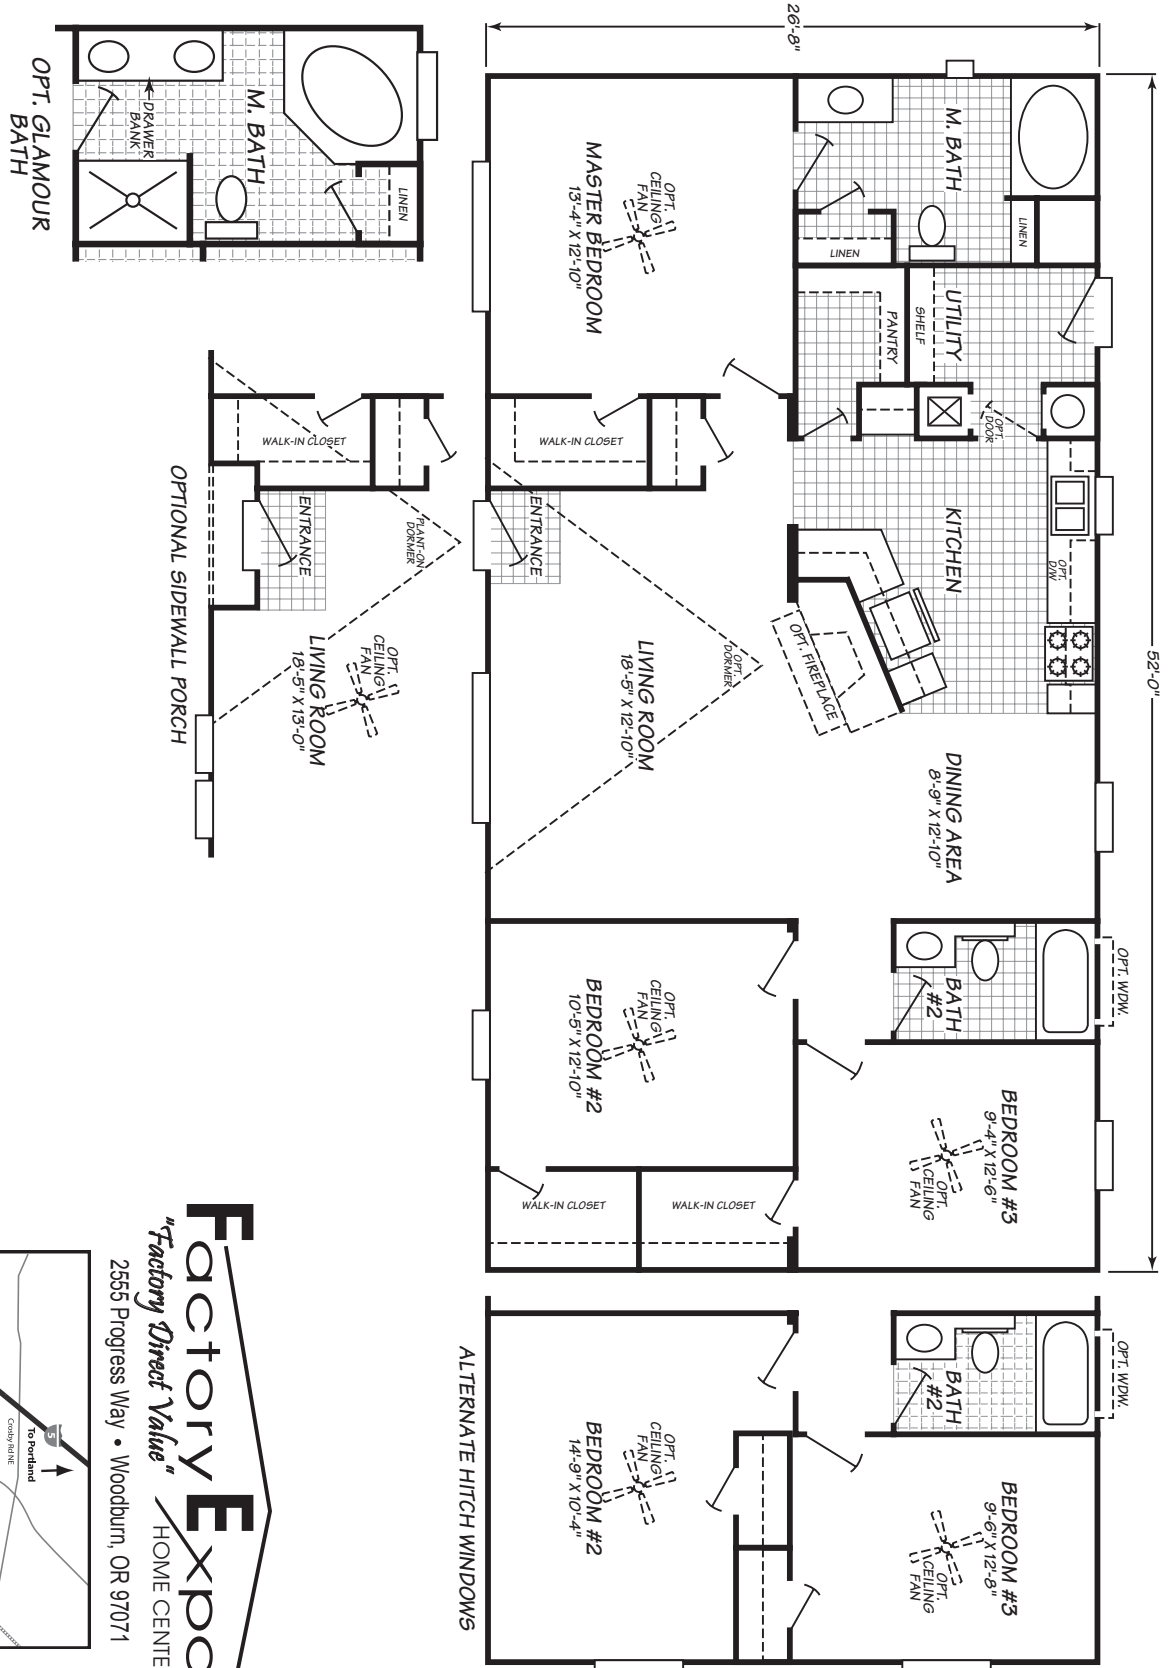 52'-0"
26'-8"
M. BATH
LINEN
LINEN
UTILITY
SHELF
PANTRY
OPT.
DOOR
KITCHEN
OPT.
D/W
OPT. FIREPLACE
DINING AREA
8'-9" X 12'-10"
OPT. WDW.
BATH
#2
BEDROOM #3
9'-4" X 12'-6"
OPT.
CEILING
FAN
MASTER BEDROOM
13'-4" X 12'-10"
OPT.
CEILING
FAN
WALK-IN CLOSET
ENTRANCE
OPT.
DORMER
LIVING ROOM
18'-5" X 12'-10"
BEDROOM #2
10'-5" X 12'-10"
OPT.
CEILING
FAN
WALK-IN CLOSET
WALK-IN CLOSET
OPT. WDW.
BATH
#2
BEDROOM #3
9'-6" X 12'-8"
OPT.
CEILING
FAN
BEDROOM #2
14'-9" X 10'-4"
OPT.
CEILING
FAN
ALTERNATE HITCH WINDOWS
LINEN
M. BATH
DRAWER
BANK
OPT. GLAMOUR
BATH
WALK-IN CLOSET
ENTRANCE
PLANT-ON
DORMER
OPT.
CEILING
FAN
LIVING ROOM
18'-5" X 13'-0"
OPTIONAL SIDEWALL PORCH
Factory Expo
"Factory Direct Value"
HOME CENTE
2555 Progress Way • Woodburn, OR 97071
5
To Portland
Crosby Rd NE